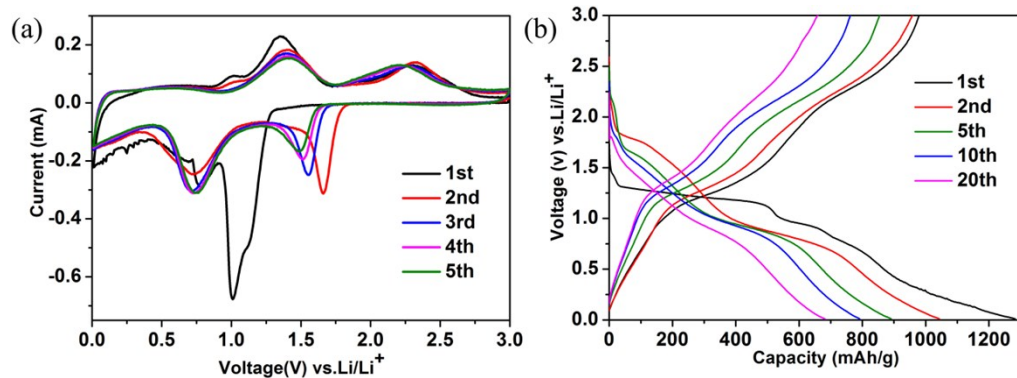 (a)
Current (mA)
0.2
0.0
-0.2
-0.4
-0.6
1st
2nd
3rd
4th
5th
0.0 0.5 1.0 1.5 2.0 2.5 3.0
Voltage(V) vs.Li/Li+
(b)
Voltage (v) vs.Li/Li+
3.0
2.5
2.0
1.5
1.0
0.5
0.0
1st
2nd
5th
10th
20th
0 200 400 600 800 1000 1200
Capacity (mAh/g)